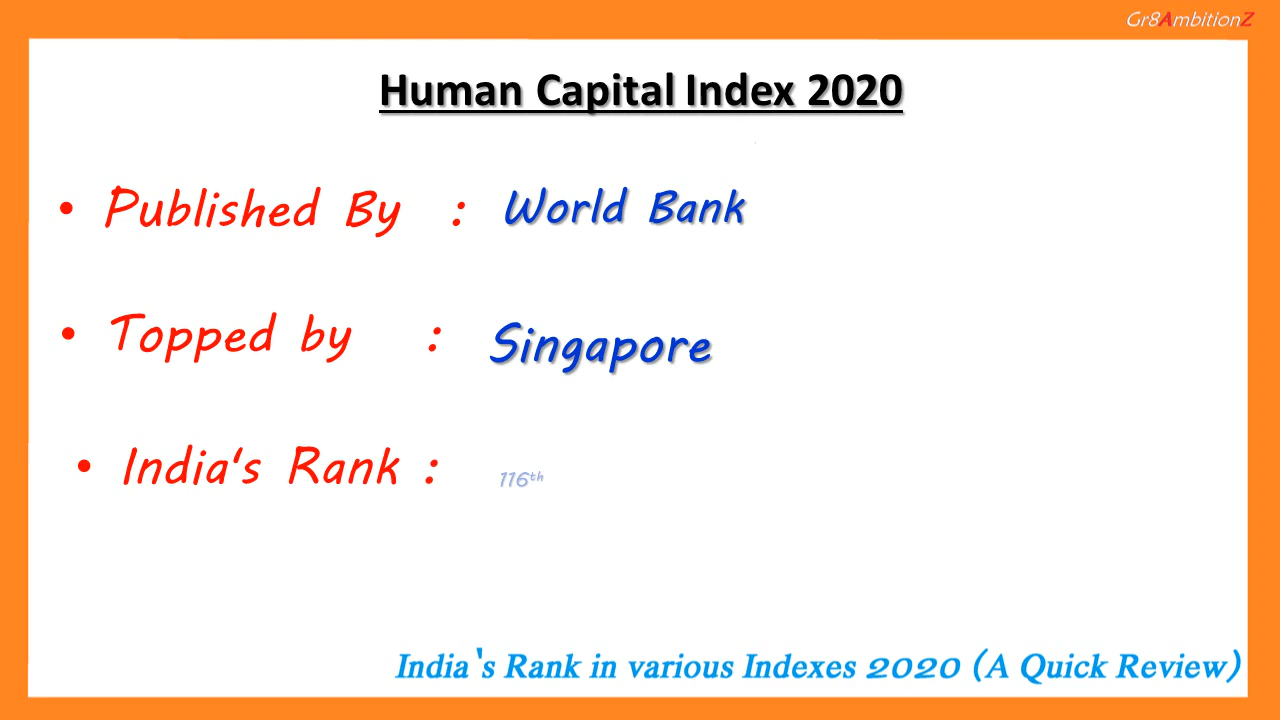 Gr8AmbitionZ
Human Capital Index 2020
• Published By : World Bank
• Topped by : Singapore
• India's Rank : 116th
India's Rank in various Indexes 2020 (A Quick Review)